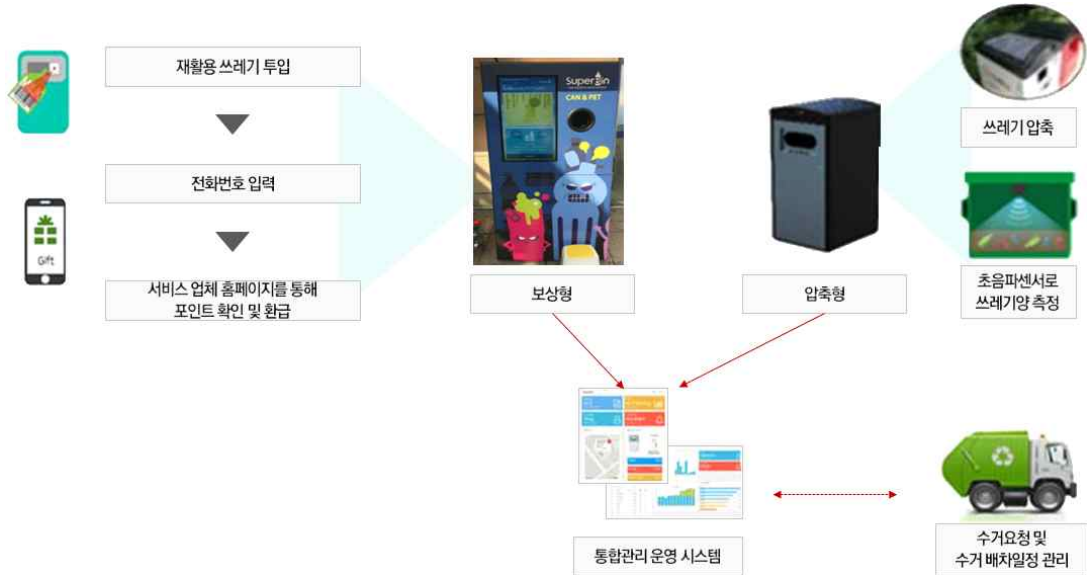 재활용 쓰레기 투입
전화번호 입력
Gift
서비스 업체 홈페이지를 통해
포인트 확인 및 환급
SuperBin
CAN & PET
보상형
압축형
쓰레기 압축
초음파센서로
쓰레기양 측정
통합관리 운영 시스템
수거요청 및
수거 배차일정 관리